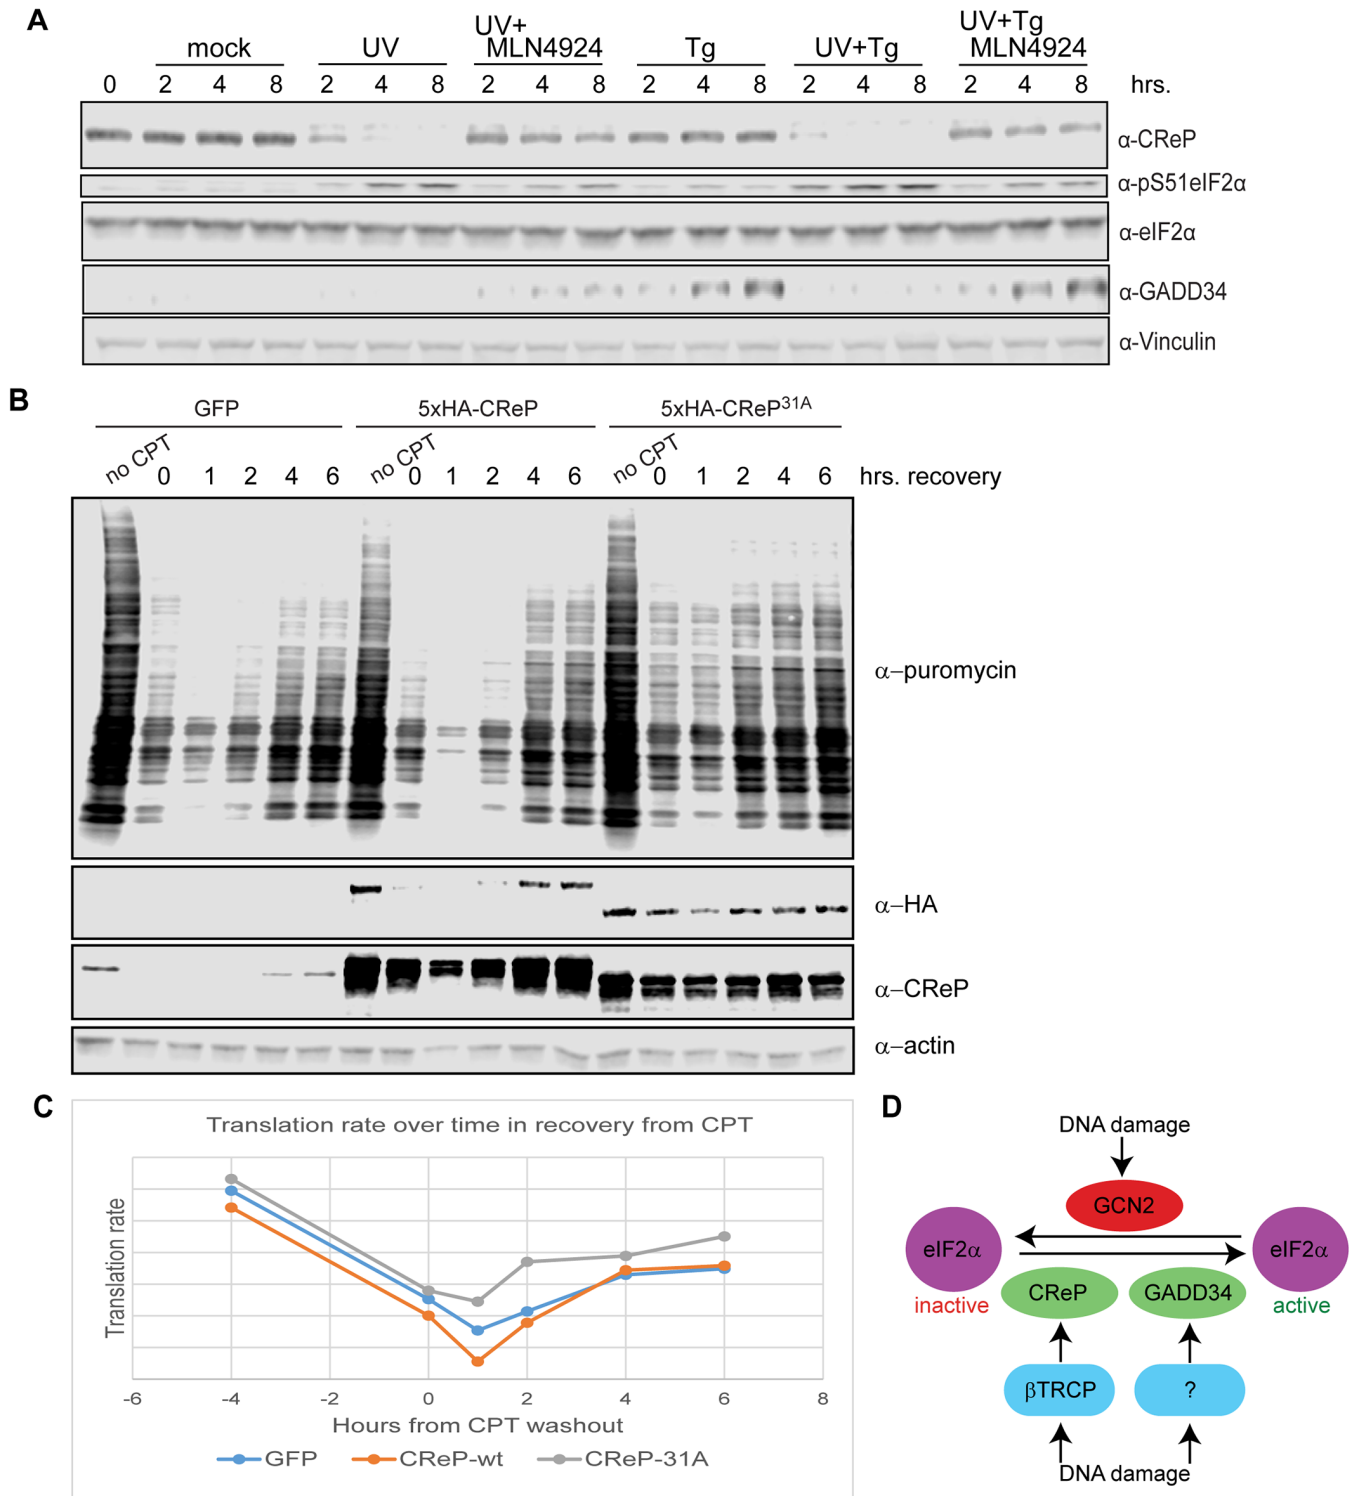 A
mock UV UV+ MLN4924 Tg UV+Tg UV+Tg MLN4924
0 2 4 8 2 4 8 2 4 8 2 4 8 2 4 8 2 4 8 hrs.
α-CReP
α-pS51eIF2α
α-eIF2α
α-GADD34
α-Vinculin
B
GFP 5xHA-CReP 5xHA-CReP31A
no CPT 0 1 2 4 6 no CPT 0 1 2 4 6 no CPT 0 1 2 4 6 hrs. recovery
α–puromycin
α–HA
α–CReP
α–actin
C
Translation rate over time in recovery from CPT
Translation rate
-6 -4 -2 0 2 4 6 8
Hours from CPT washout
GFP CReP-wt CReP-31A
D
DNA damage
GCN2
eIF2α eIF2α
CReP GADD34
inactive active
βTRCP ?
DNA damage